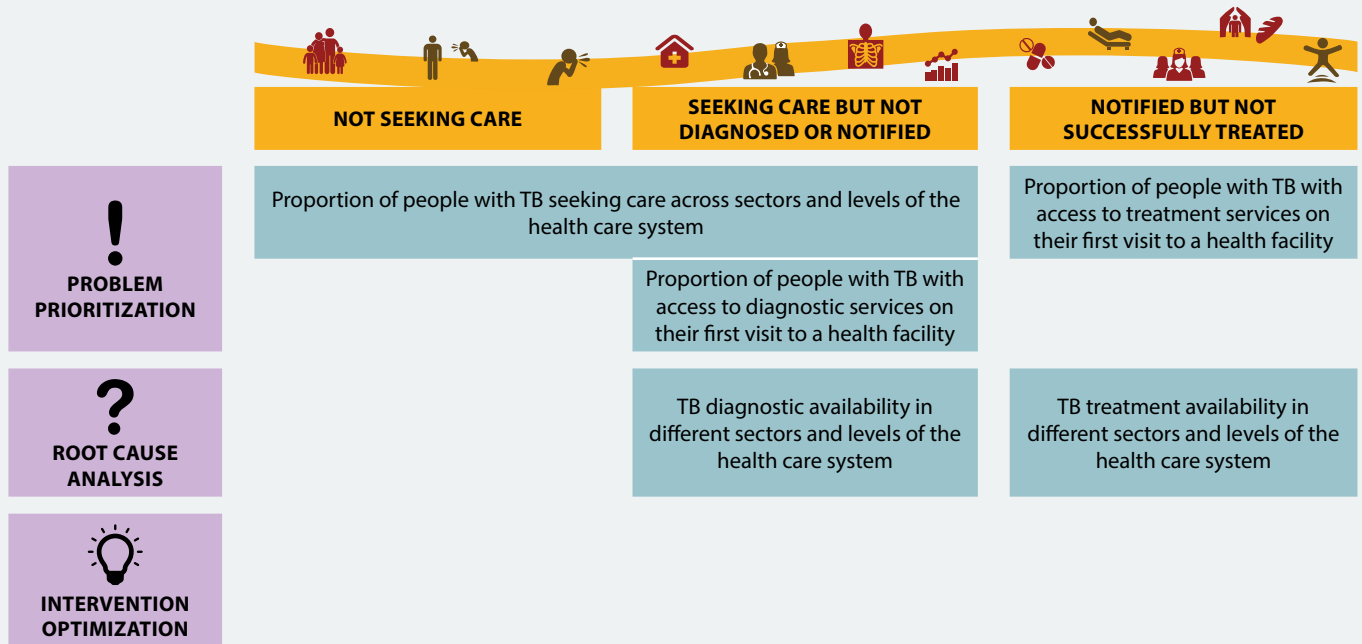 NOT SEEKING CARE
SEEKING CARE BUT NOT
DIAGNOSED OR NOTIFIED
NOTIFIED BUT NOT
SUCCESSFULLY TREATED
PROBLEM
PRIORITIZATION
Proportion of people with TB seeking care across sectors and levels of the
health care system
Proportion of people with TB with
access to treatment services on
their first visit to a health facility
Proportion of people with TB with
access to diagnostic services on
their first visit to a health facility
ROOT CAUSE
ANALYSIS
TB diagnostic availability in
different sectors and levels of the
health care system
TB treatment availability in
different sectors and levels of the
health care system
INTERVENTION
OPTIMIZATION